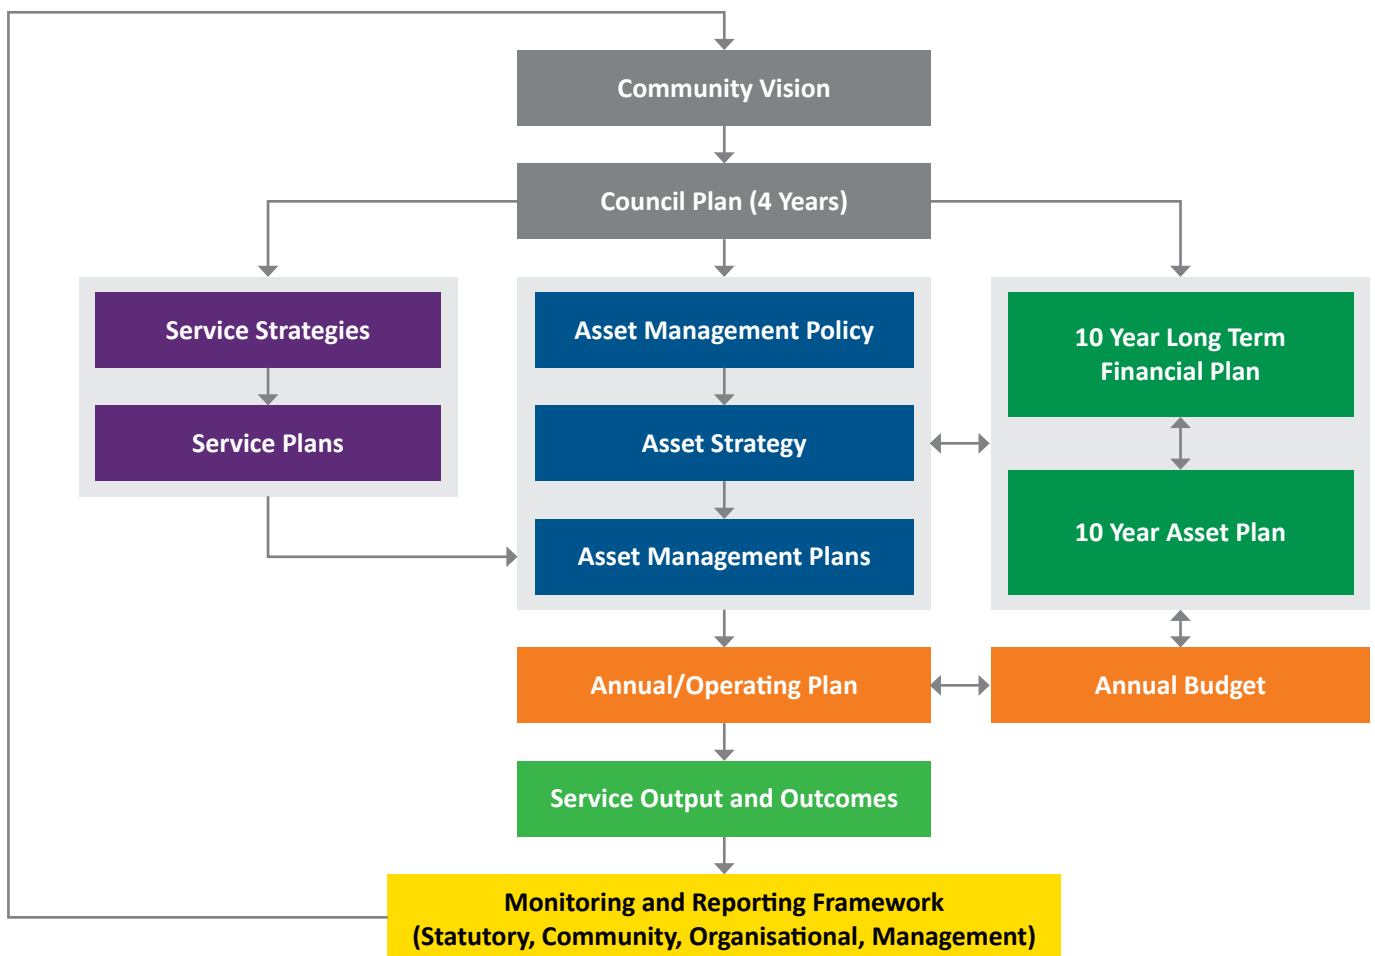 Community Vision
Council Plan (4 Years)
Service Strategies
Service Plans
Asset Management Policy
Asset Strategy
Asset Management Plans
10 Year Long Term
Financial Plan
10 Year Asset Plan
Annual/Operating Plan
Annual Budget
Service Output and Outcomes
Monitoring and Reporting Framework
(Statutory, Community, Organisational, Management)